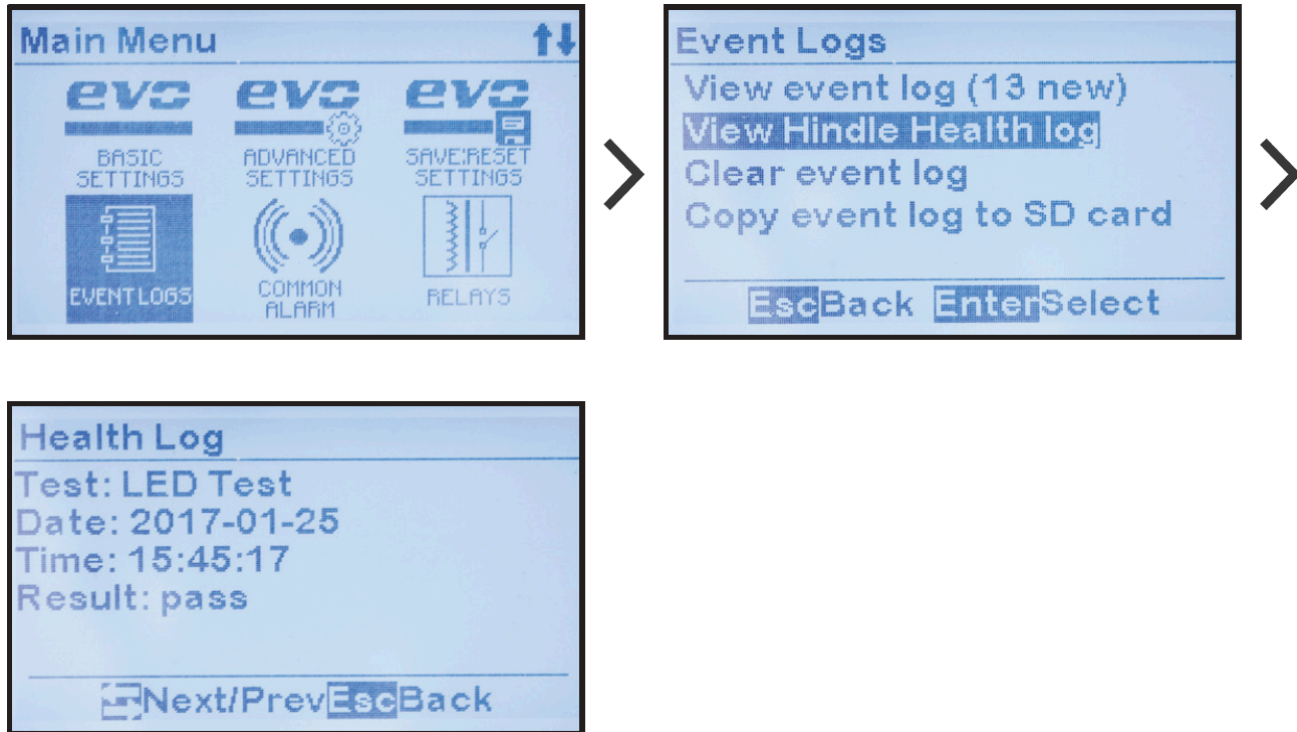 Main Menu
evo evo evo
BASIC SETTINGS
ADVANCED SETTINGS
SAVE:RESET SETTINGS
EVENT LOGS
COMMON ALARM
RELAYS
Event Logs
View event log (13 new)
View Hindle Health log
Clear event log
Copy event log to SD card
Esc Back Enter Select
Health Log
Test: LED Test
Date: 2017-01-25
Time: 15:45:17
Result: pass
Next/Prev Esc Back